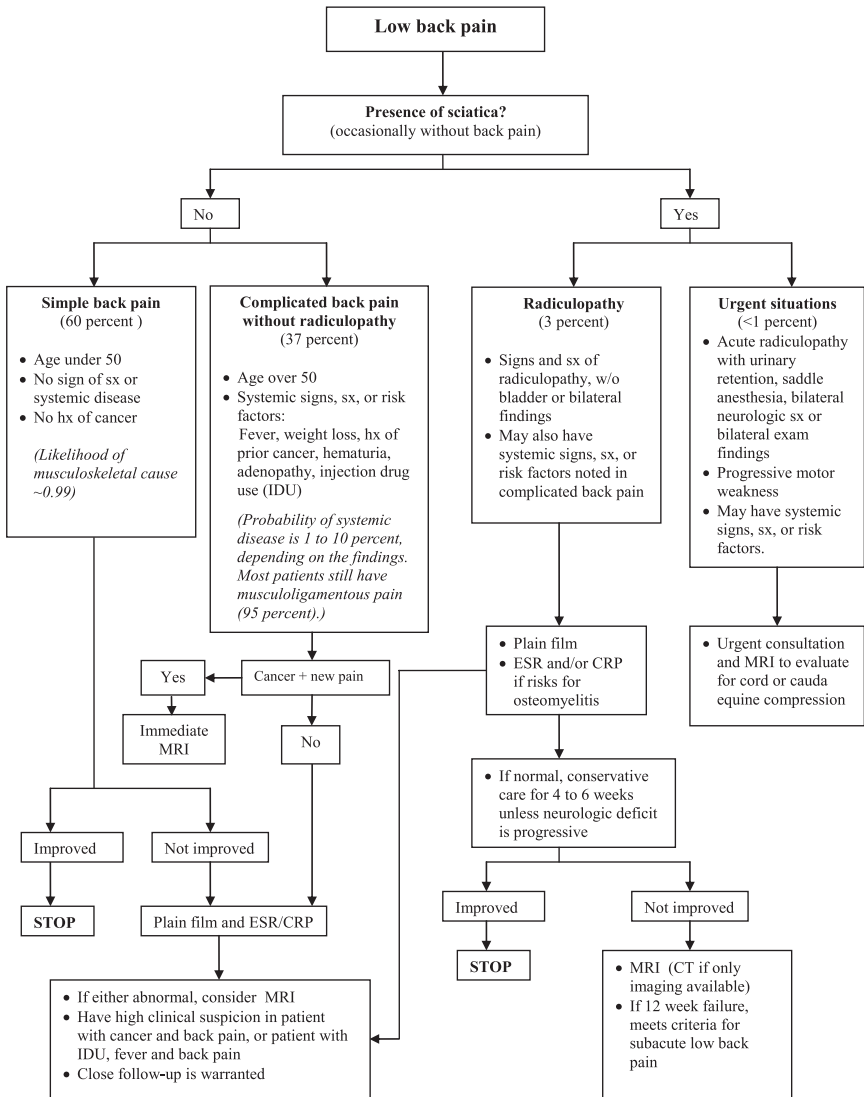 Low back pain
Presence of sciatica?
(occasionally without back pain)
No
Yes
Simple back pain
(60 percent )
• Age under 50
• No sign of sx or
systemic disease
• No hx of cancer
(Likelihood of
musculoskeletal cause
~0.99)
Complicated back pain
without radiculopathy
(37 percent)
• Age over 50
• Systemic signs, sx, or risk
factors:
Fever, weight loss, hx of
prior cancer, hematuria,
adenopathy, injection drug
use (IDU)
(Probability of systemic
disease is 1 to 10 percent,
depending on the findings.
Most patients still have
musculoligamentous pain
(95 percent).)
Radiculopathy
(3 percent)
• Signs and sx of
radiculopathy, w/o
bladder or bilateral
findings
• May also have
systemic signs, sx, or
risk factors noted in
complicated back pain
Urgent situations
(<1 percent)
• Acute radiculopathy
with urinary
retention, saddle
anesthesia, bilateral
neurologic sx or
bilateral exam
findings
• Progressive motor
weakness
• May have systemic
signs, sx, or risk
factors.
Yes
Cancer + new pain
Immediate
MRI
No
• Plain film
• ESR and/or CRP
if risks for
osteomyelitis
• Urgent consultation
and MRI to evaluate
for cord or cauda
equine compression
• If normal, conservative
care for 4 to 6 weeks
unless neurologic deficit
is progressive
Improved
Not improved
STOP
Plain film and ESR/CRP
Improved
Not improved
STOP
• If either abnormal, consider MRI
• Have high clinical suspicion in patient
with cancer and back pain, or patient with
IDU, fever and back pain
• Close follow-up is warranted
• MRI (CT if only
imaging available)
• If 12 week failure,
meets criteria for
subacute low back
pain